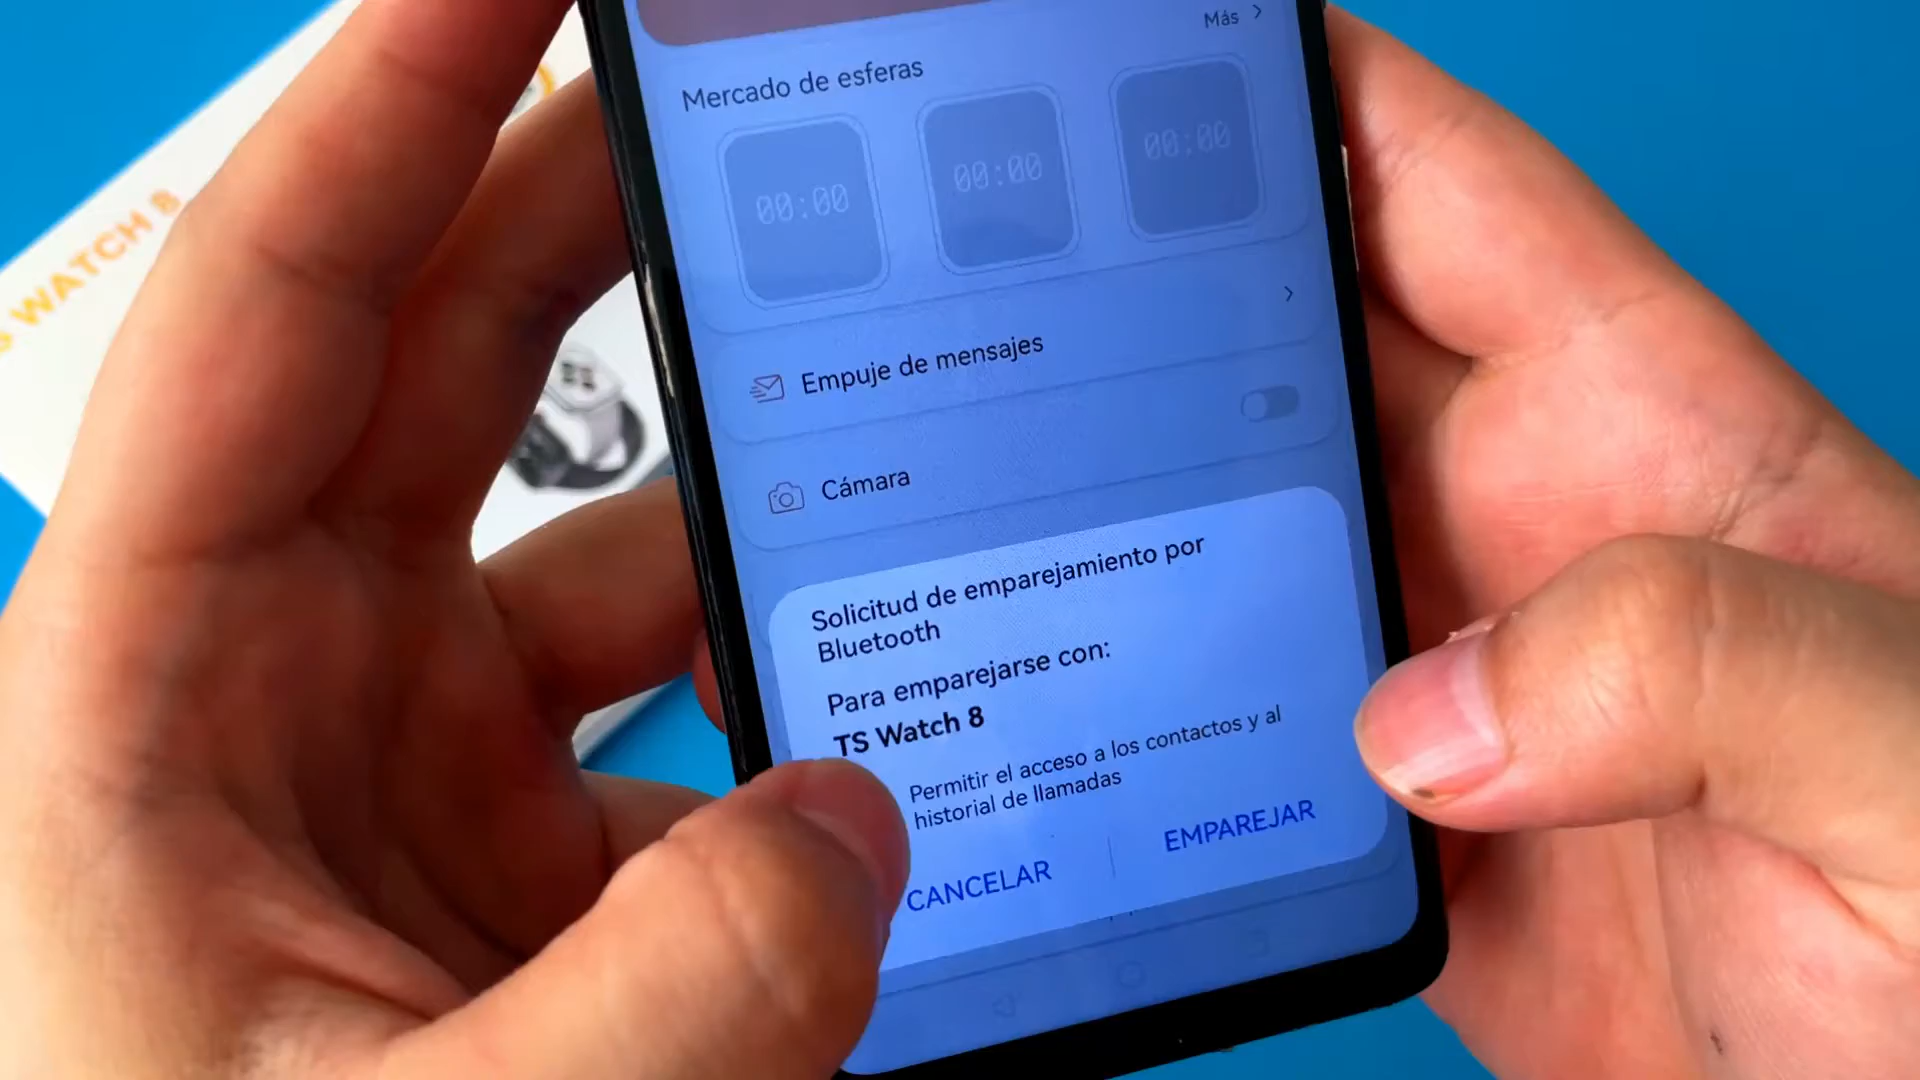 Más
Mercado de esferas
00:00
00:00
00:00
Empuje de mensajes
Cámara
Solicitud de emparejamiento por
Bluetooth
Para emparejarse con:
TS Watch 8
Permitir el acceso a los contactos y al
historial de llamadas
CANCELAR
EMPAREJAR
WATCH 8